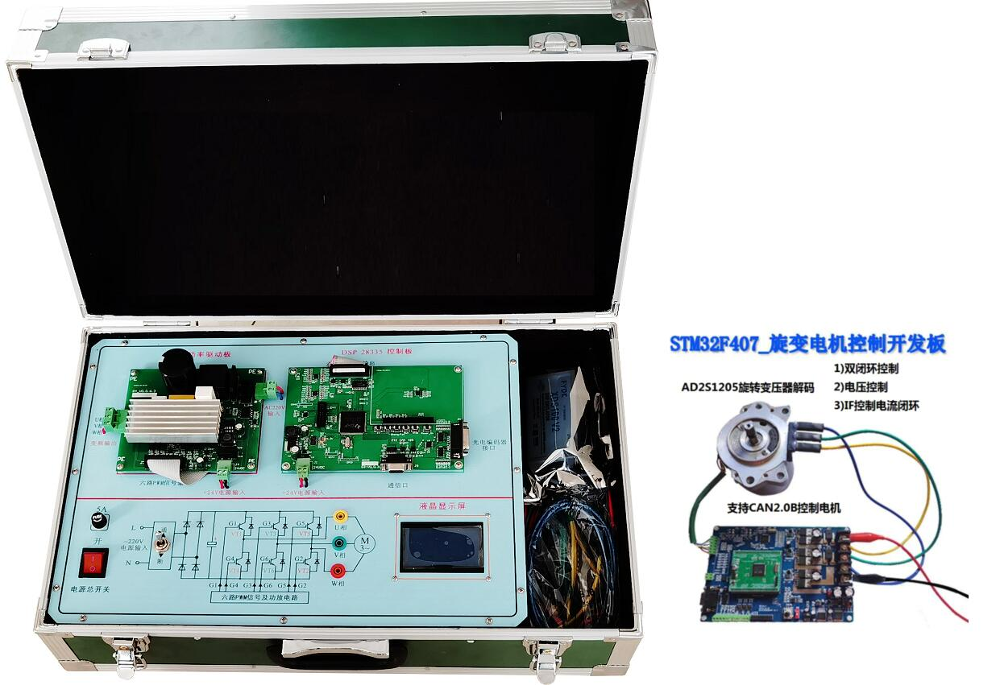 功率驱动板
DSP 28335 控制板
PE
PE
PE
PE
AC220V
输入
U相
V相
W相
变频输出
24VDC
24VDC
光电编码器
接口
六路PWM信号
+24V电源输入
+24V电源输入
通信口
液晶显示屏
5A
FUSE
开
L
通
~220V
电源输入
断
N
电源总开关
G1
VT1
G3
VT3
G5
VT5
G4
G6
G2
U相
V相
W相
M
3~
G1
G4
G3
G6
G5
G2
六路PWM信号及功放电路
STM32F407_旋变电机控制开发板
1)双闭环控制
AD2S1205旋转变压器解码
2)电压控制
3)IF控制电流闭环
支持CAN2.0B控制电机